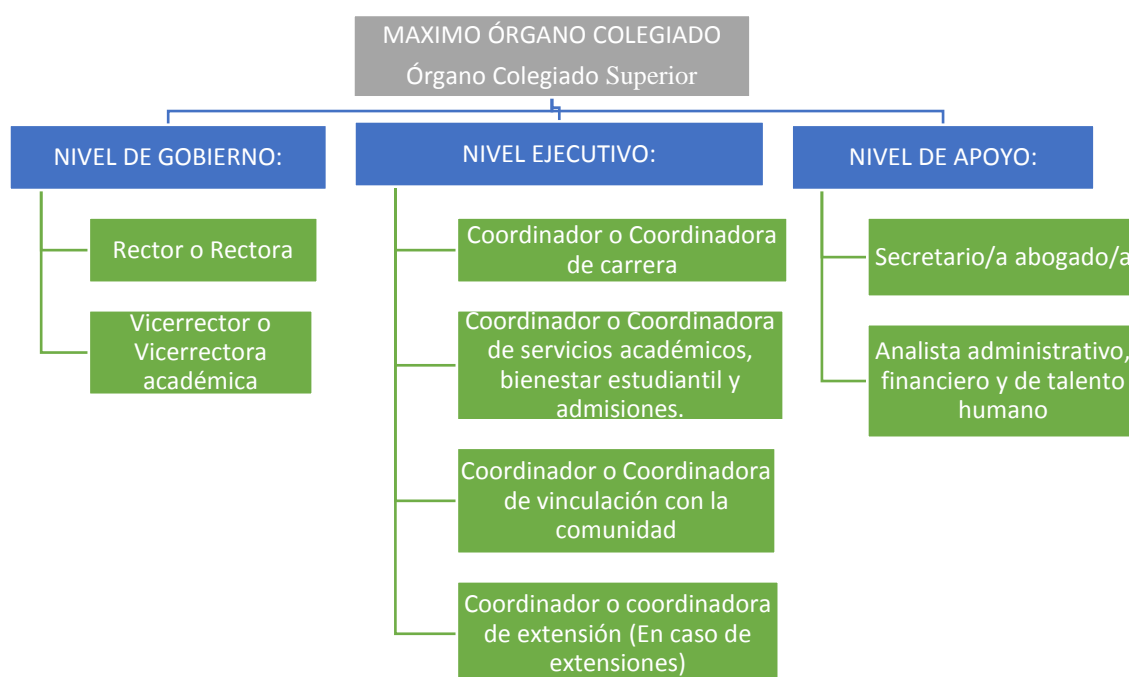 MAXIMO ÓRGANO COLEGIADO
Órgano Colegiado Superior
NIVEL DE GOBIERNO:
Rector o Rectora
Vicerrector o
Vicerrectora
académica
NIVEL EJECUTIVO:
Coordinador o Coordinadora
de carrera
Coordinador o Coordinadora
de servicios académicos,
bienestar estudiantil y
admisiones.
Coordinador o Coordinadora
de vinculación con la
comunidad
Coordinador o coordinadora
de extensión (En caso de
extensiones)
NIVEL DE APOYO:
Secretario/a abogado/a
Analista administrativo,
financiero y de talento
humano